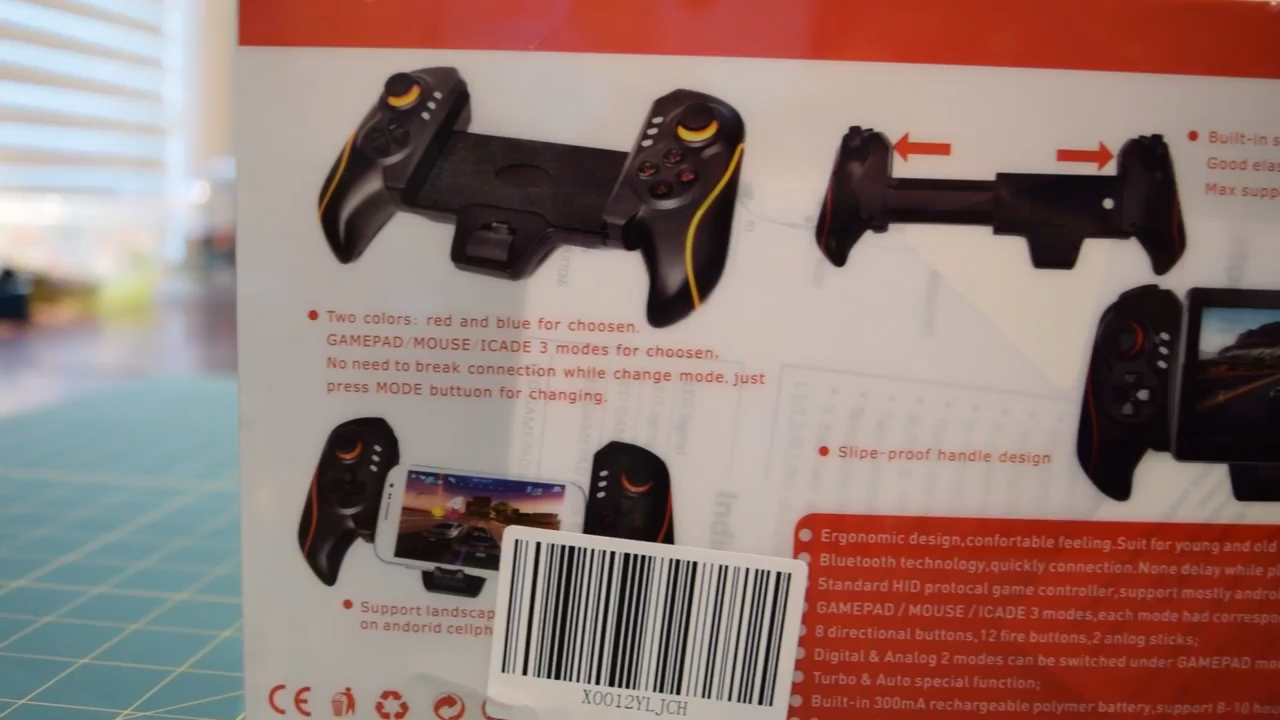 Built-in s
Good ela
Max supp
Two colors: red and blue for choosen.
GAMEPAD/MOUSE/ICADE 3 modes for choosen.
No need to break connection while change mode, just
press MODE buttuon for changing.
Slipe-proof handle design
Support landscap
on andorid cellph
Ergonomic design,confortable feeling.Suit for young and old
Bluetooth technology,quickly connection.None delay while pl
Standard HID protocal game controller,support mostly andro
GAMEPAD / MOUSE / ICADE 3 modes,each mode had correspo
8 directional buttons,12 fire buttons,2 anlog sticks;
Digital & Analog 2 modes can be switched under GAMEPAD mo
Turbo & Auto special function;
Built-in 300mA rechargeable polymer battery,support 8-10 hou
X0012YLJCH
CE